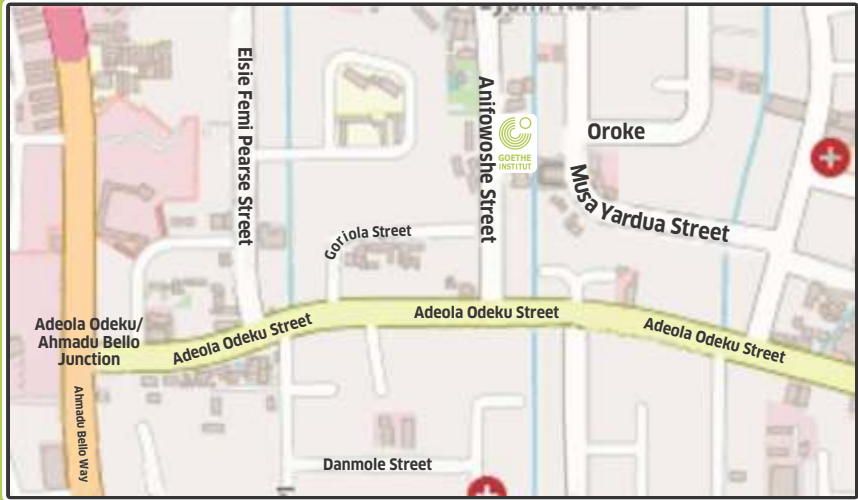 Elsie Femi Pearse Street
Anifowoshe Street
GOETHE
INSTITUT
Oroke
Musa Yardua Street
Goriola Street
Adeola Odeku/
Ahmadu Bello
Junction
Adeola Odeku Street
Adeola Odeku Street
Adeola Odeku Street
Ahmadu Bello Way
Danmole Street